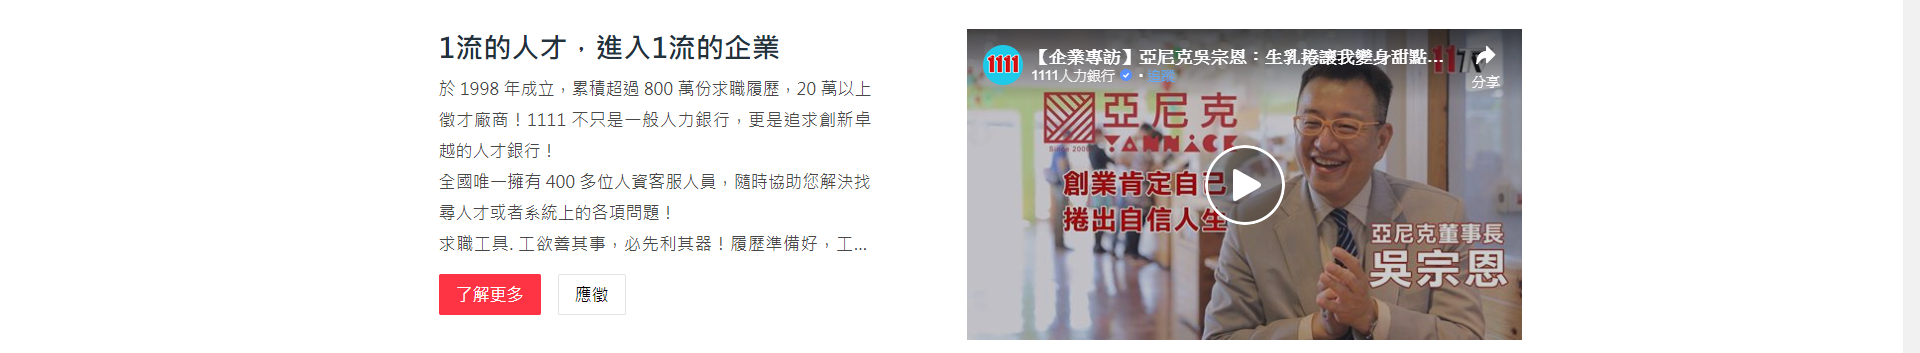 1流的人才，進入1流的企業
於 1998 年成立，累積超過 800 萬份求職履歷，20 萬以上
徵才廠商！1111 不只是一般人力銀行，更是追求創新卓
越的人才銀行！
全國唯一擁有 400 多位人資客服人員，隨時協助您解決找
尋人才或者系統上的各項問題！
求職工具. 工欲善其事，必先利其器！履歷準備好，工...
了解更多
應徵
1111
【企業專訪】亞尼克吳宗恩：生乳捲讓我變身甜點...
1111人力銀行 • 追蹤
分享
亞尼克
YANNICK
Since 2000
創業肯定自己
捲出自信人生
亞尼克董事長
吳宗恩